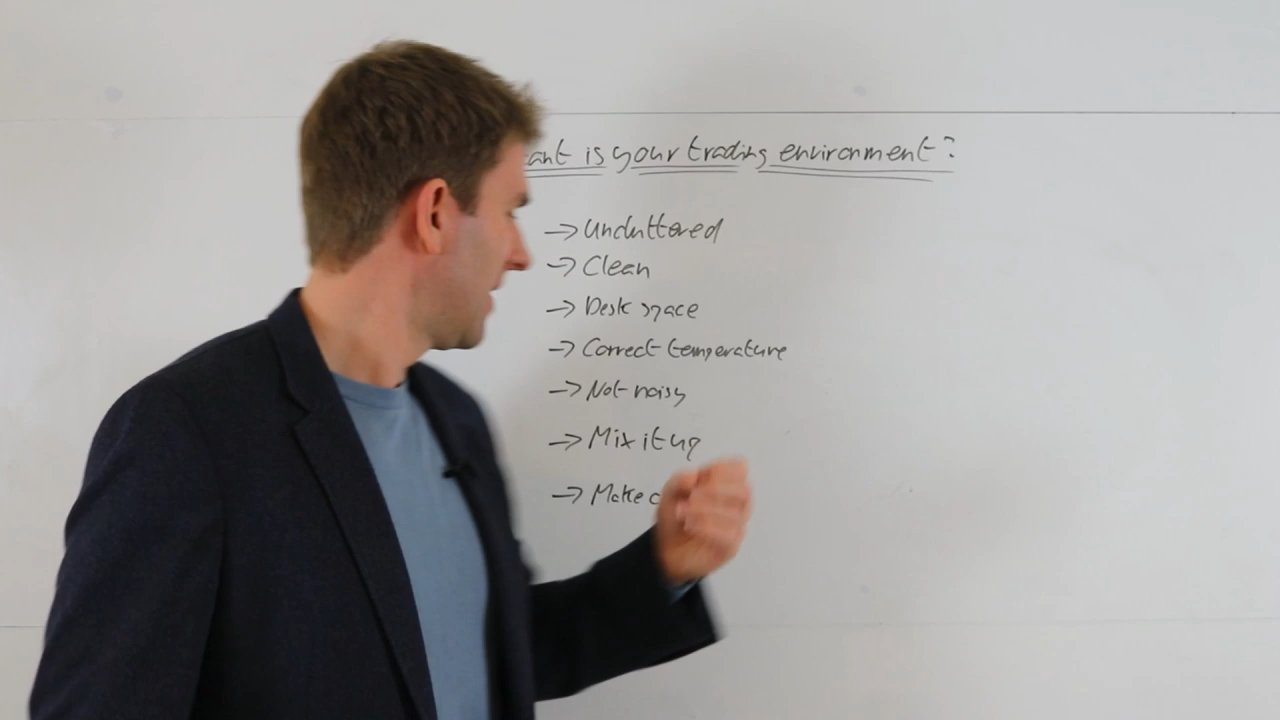 is your trading environment?
→ Uncluttered
→ Clean
→ Desk space
→ Correct temperature
→ Not noisy
→ Mix it up
→ Make